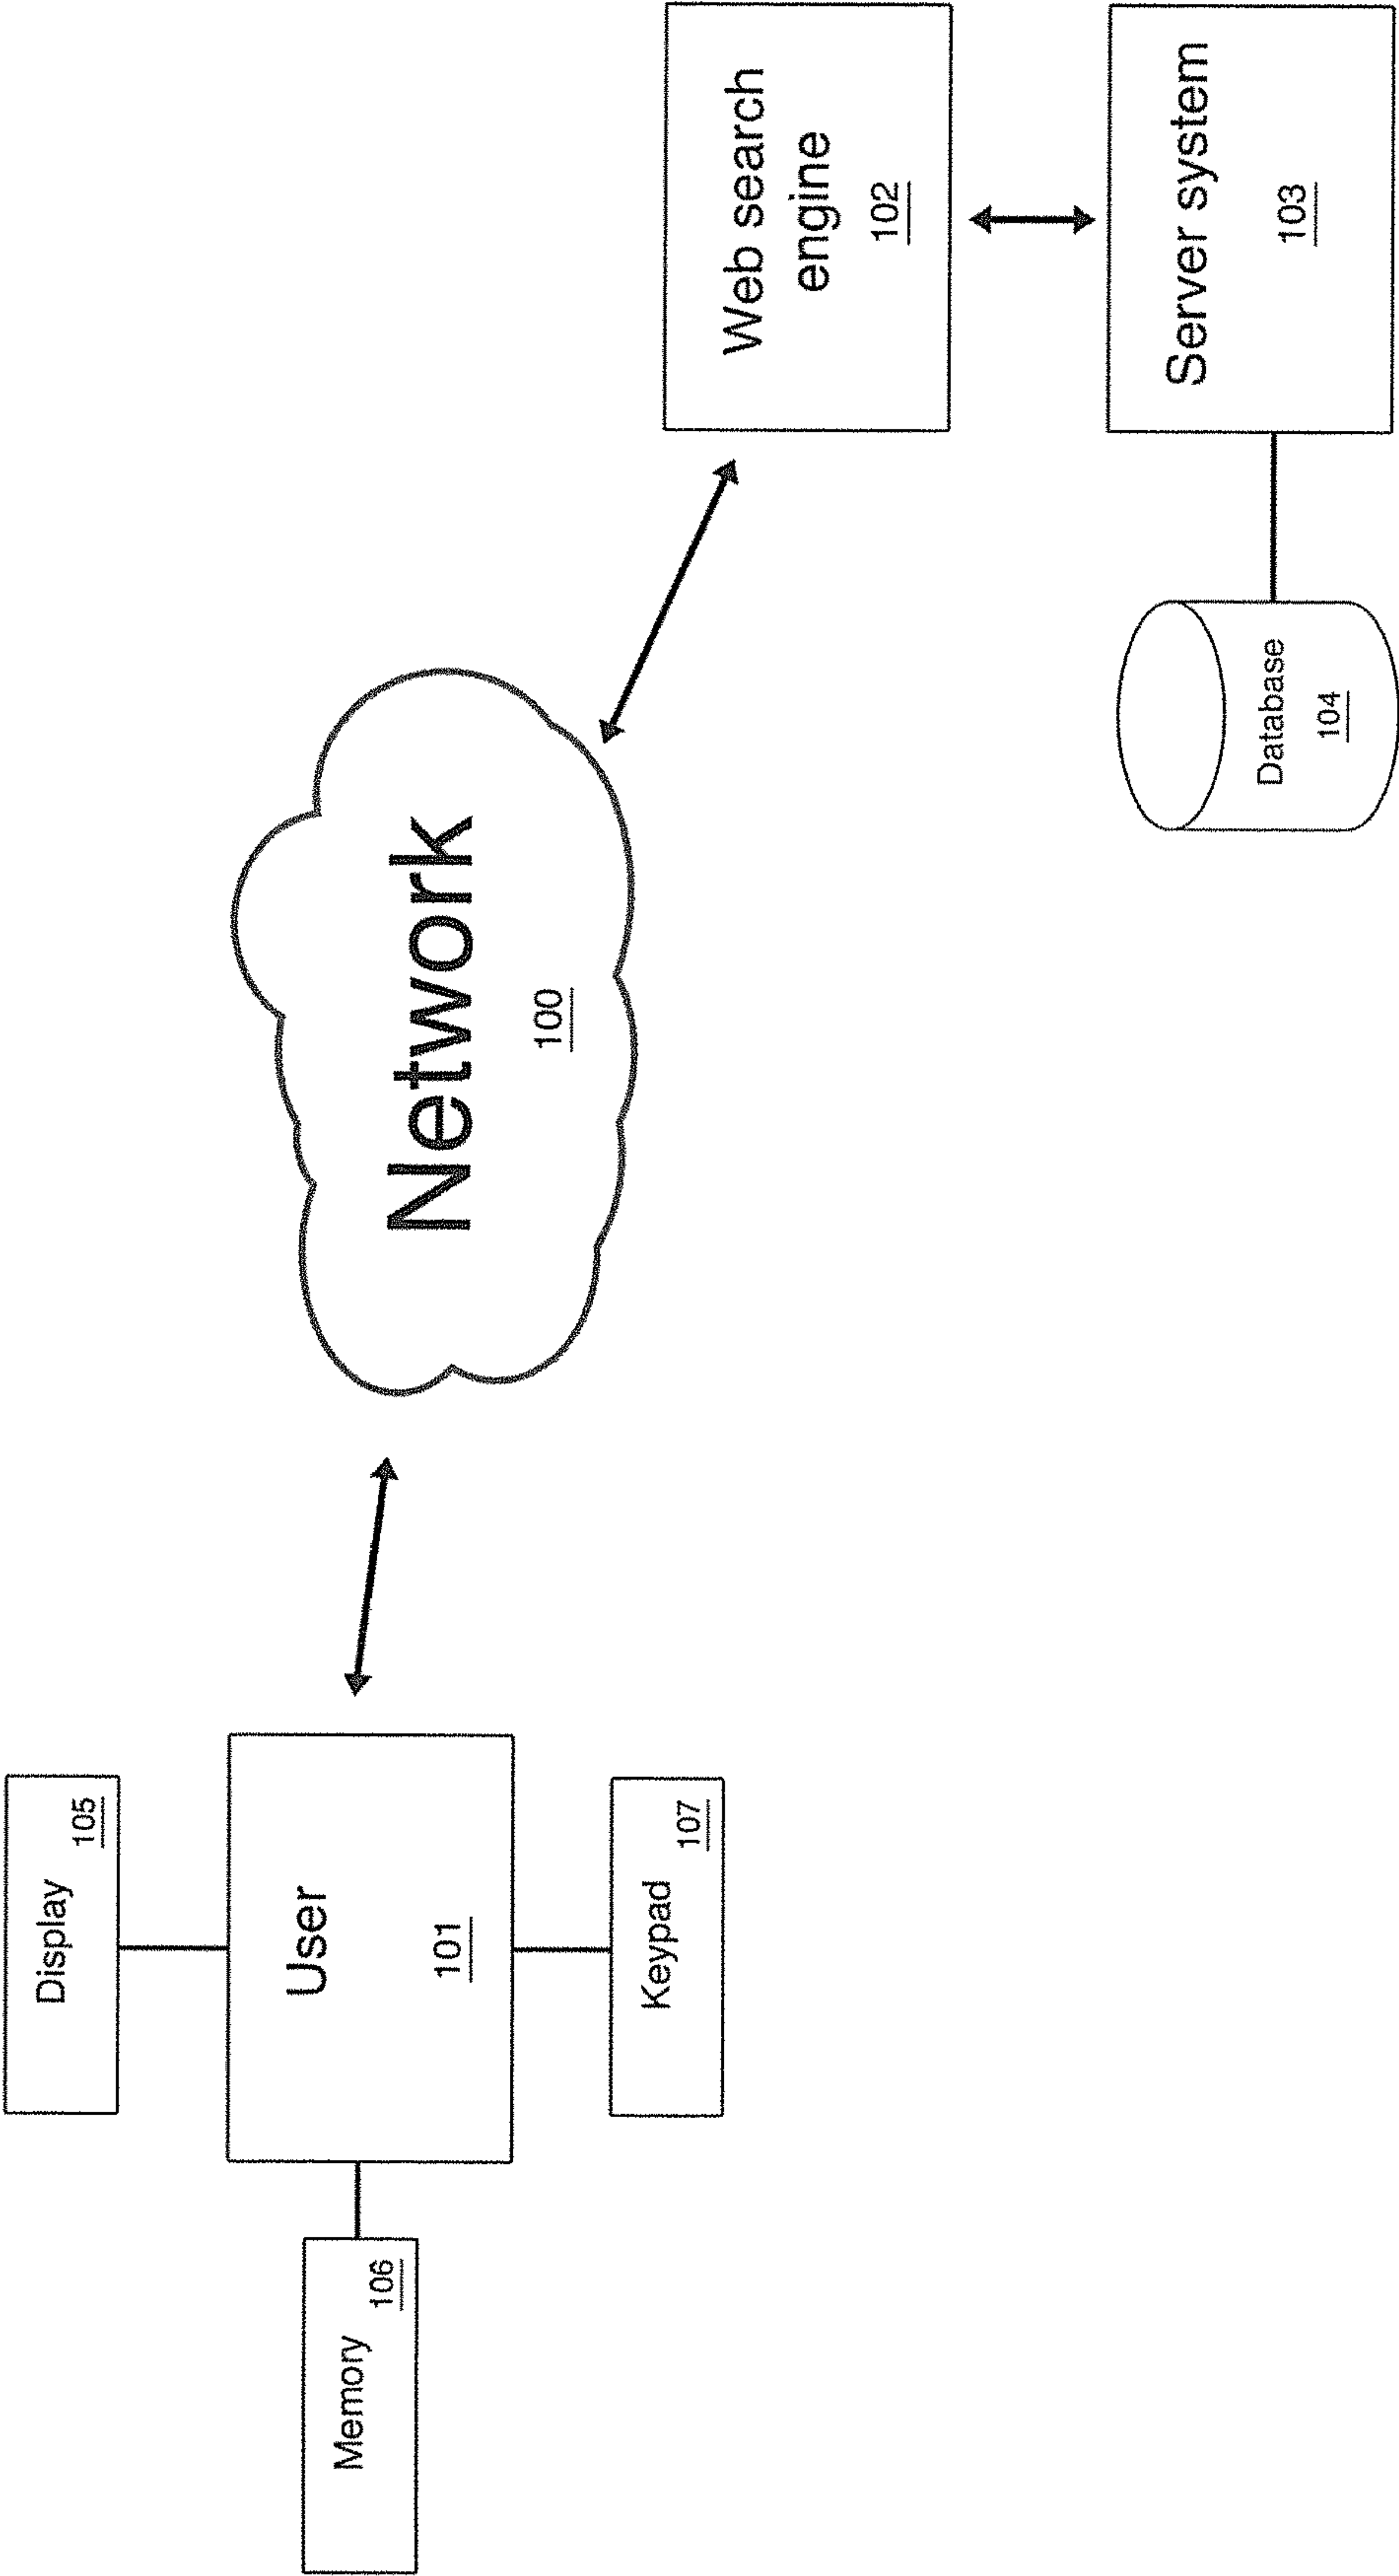 Display
105
User
101
Memory
106
Keypad
107
Network
100
Web search
engine
102
Server system
103
Database
104